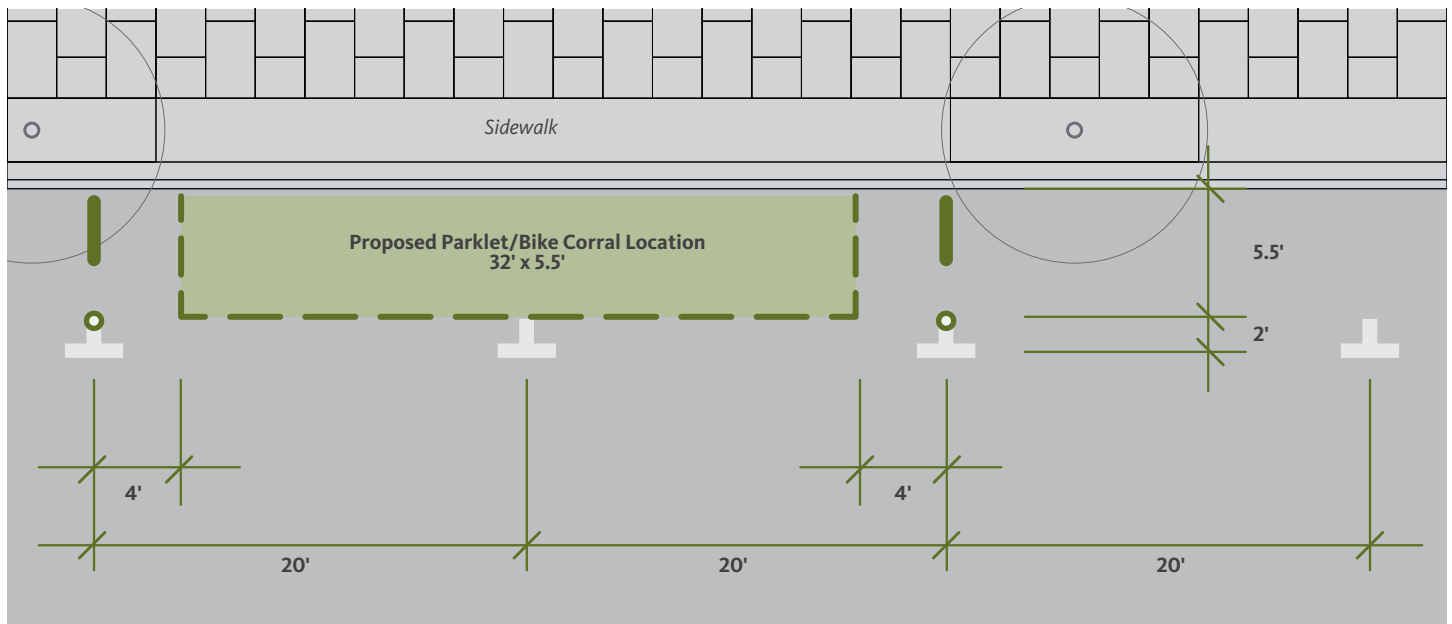 Sidewalk
Proposed Parklet/Bike Corral Location
32' x 5.5'
5.5'
2'
4'
4'
20'
20'
20'